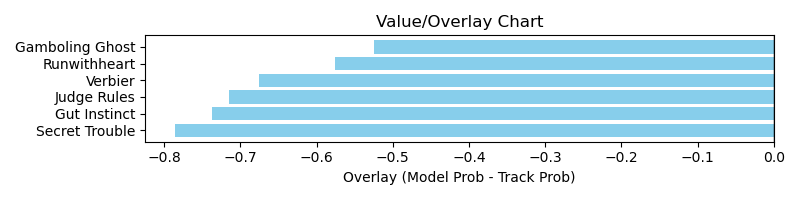 Value/Overlay Chart
Gamboling Ghost
Runwithheart
Verbier
Judge Rules
Gut Instinct
Secret Trouble
−0.8 −0.7 −0.6 −0.5 −0.4 −0.3 −0.2 −0.1 0.0
Overlay (Model Prob - Track Prob)